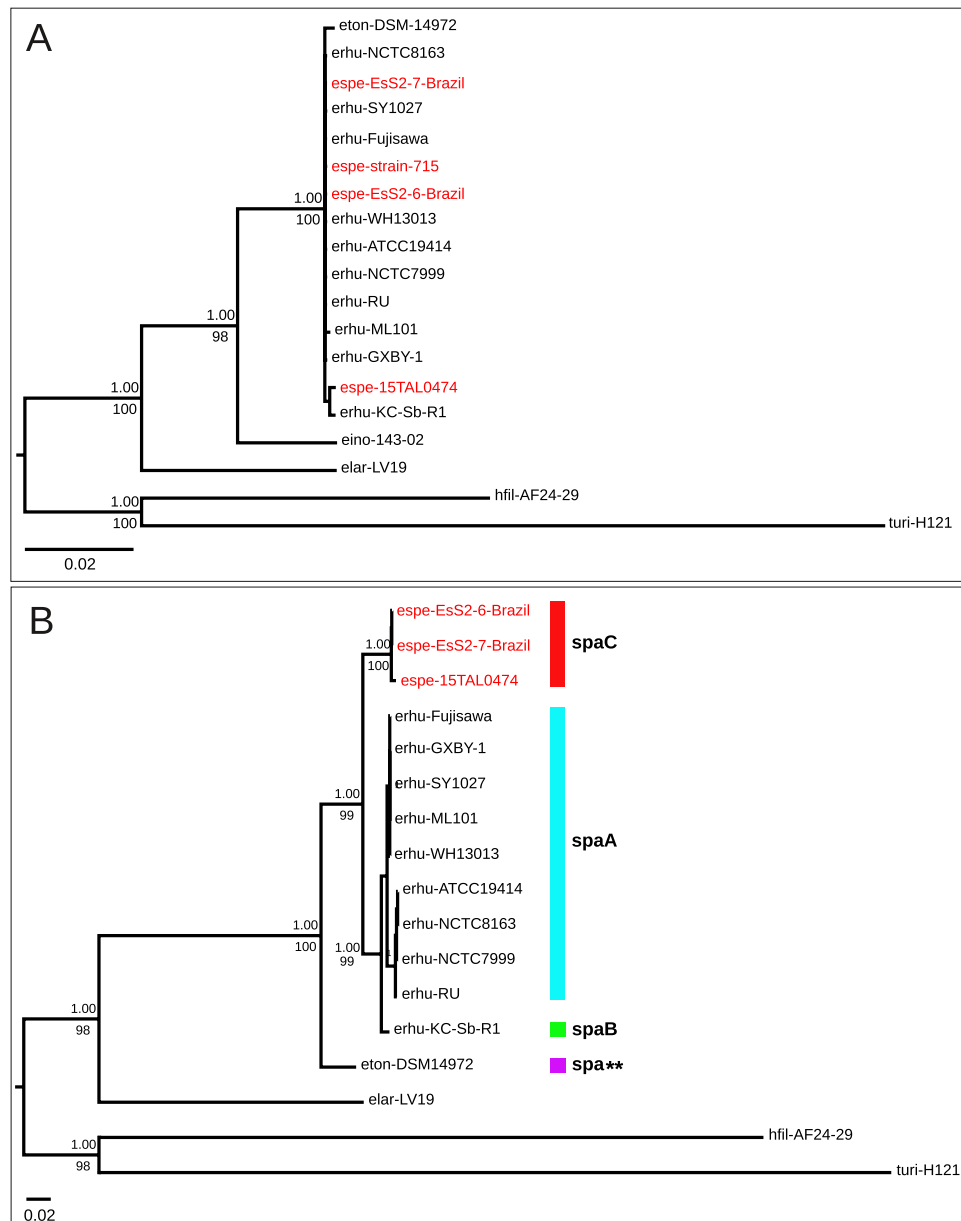 A
eton-DSM-14972
erhu-NCTC8163
espe-EsS2-7-Brazil
erhu-SY1027
erhu-Fujisawa
espe-strain-715
espe-EsS2-6-Brazil
1.00
100
erhu-WH13013
erhu-ATCC19414
erhu-NCTC7999
erhu-RU
1.00
98
erhu-ML101
erhu-GXBY-1
espe-15TAL0474
1.00
100
erhu-KC-Sb-R1
eino-143-02
elar-LV19
hfil-AF24-29
1.00
100
turi-H121
0.02
B
espe-EsS2-6-Brazil
1.00
100
espe-EsS2-7-Brazil
spaC
espe-15TAL0474
erhu-Fujisawa
erhu-GXBY-1
erhu-SY1027
1.00
99
erhu-ML101
spaA
erhu-WH13013
erhu-ATCC19414
erhu-NCTC8163
1.00
100
1.00
99
erhu-NCTC7999
erhu-RU
1.00
98
erhu-KC-Sb-R1
spaB
eton-DSM14972
spa**
elar-LV19
hfil-AF24-29
1.00
98
turi-H121
0.02